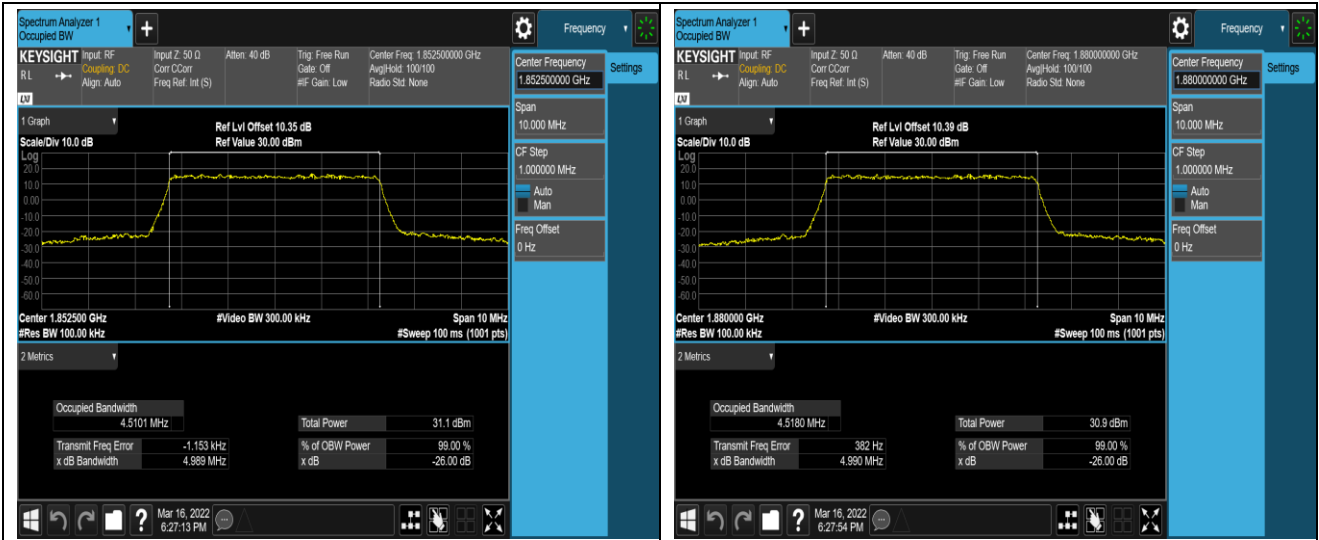 Spectrum Analyzer 1
Occupied BW
+
Frequency
KEYSIGHT Input: RF Input Z: 50 Ω Atten: 40 dB Trig: Free Run Center Freq: 1.852500000 GHz
Coupling: DC Corr CCorr Gate: Off Avg|Hold: 100/100
RL Align: Auto Freq Ref: Int (S) #IF Gain: Low Radio Std: None
LXI
Center Frequency
1.852500000 GHz
Settings
Span
10.000 MHz
CF Step
1.000000 MHz
Auto
Man
Freq Offset
0 Hz
1 Graph
Ref Lvl Offset 10.35 dB
Scale/Div 10.0 dB Ref Value 30.00 dBm
Log
20.0
10.0
0.00
-10.0
-20.0
-30.0
-40.0
-50.0
-60.0
Center 1.852500 GHz #Video BW 300.00 kHz Span 10 MHz
#Res BW 100.00 kHz #Sweep 100 ms (1001 pts)
2 Metrics
Occupied Bandwidth
4.5101 MHz Total Power 31.1 dBm
Transmit Freq Error -1.153 kHz % of OBW Power 99.00 %
x dB Bandwidth 4.989 MHz x dB -26.00 dB
? Mar 16, 2022
6:27:13 PM
Spectrum Analyzer 1
Occupied BW
+
Frequency
KEYSIGHT Input: RF Input Z: 50 Ω Atten: 40 dB Trig: Free Run Center Freq: 1.880000000 GHz
Coupling: DC Corr CCorr Gate: Off Avg|Hold: 100/100
RL Align: Auto Freq Ref: Int (S) #IF Gain: Low Radio Std: None
LXI
Center Frequency
1.880000000 GHz
Settings
Span
10.000 MHz
CF Step
1.000000 MHz
Auto
Man
Freq Offset
0 Hz
1 Graph
Ref Lvl Offset 10.39 dB
Scale/Div 10.0 dB Ref Value 30.00 dBm
Log
20.0
10.0
0.00
-10.0
-20.0
-30.0
-40.0
-50.0
-60.0
Center 1.880000 GHz #Video BW 300.00 kHz Span 10 MHz
#Res BW 100.00 kHz #Sweep 100 ms (1001 pts)
2 Metrics
Occupied Bandwidth
4.5180 MHz Total Power 30.9 dBm
Transmit Freq Error 382 Hz % of OBW Power 99.00 %
x dB Bandwidth 4.990 MHz x dB -26.00 dB
? Mar 16, 2022
6:27:54 PM